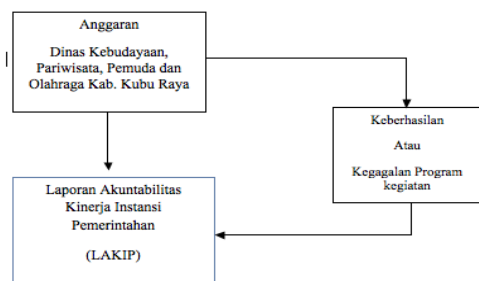 Anggaran
Dinas Kebudayaan,
Pariwisata, Pemuda dan
Olahraga Kab. Kubu Raya
Keberhasilan
Atau
Kegagalan Program
kegiatan
Laporan Akuntabilitas
Kinerja Instansi
Pemerintahan
(LAKIP)